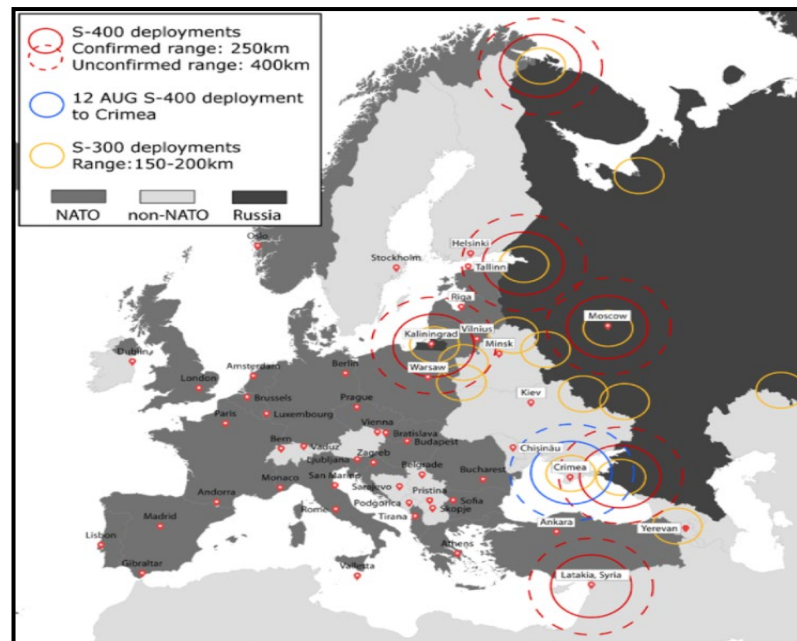 S-400 deployments
Confirmed range: 250km
Unconfirmed range: 400km
12 AUG S-400 deployment
to Crimea
S-300 deployments
Range:150-200km
NATO
non-NATO
Russia
Oslo
Stockholm
Helsinki
Tallinn
Riga
Moscow
Kaliningrad
Vilnius
Minsk
Dublin
Amsterdam
Berlin
Warsaw
London
Brussels
Prague
Kiev
Paris
Luxembourg
Vienna
Bratislava
Budapest
Chișinău
Bern
Vaduz
Ljubljana
Zagreb
Belgrade
Crimea
Monaco
San Marino
Sarajevo
Pristina
Bucharest
Andorra
Podgorica
Skopje
Sofia
Madrid
Rome
Tirana
Ankara
Yerevan
Lisbon
Athens
Gibraltar
Valletta
Latakia, Syria